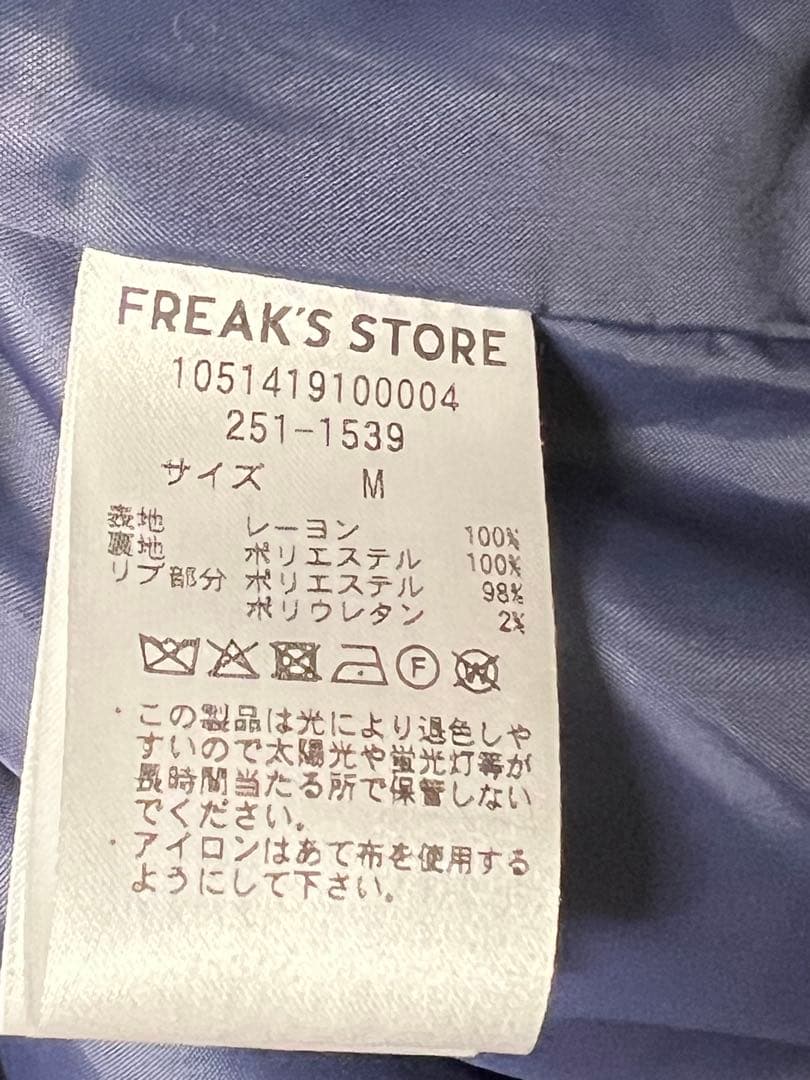 FREAK'S STORE
1051419100004
251-1539
サイズ M
表地 レーヨン 100%
裏地 ポリエステル 100%
リブ部分 ポリエステル 98%
ポリウレタン 2%
F W
・この製品は光により退色しや
すいので太陽光や蛍光灯等が
長時間当たる所で保管しない
でください。
・アイロンはあて布を使用する
ようにして下さい。